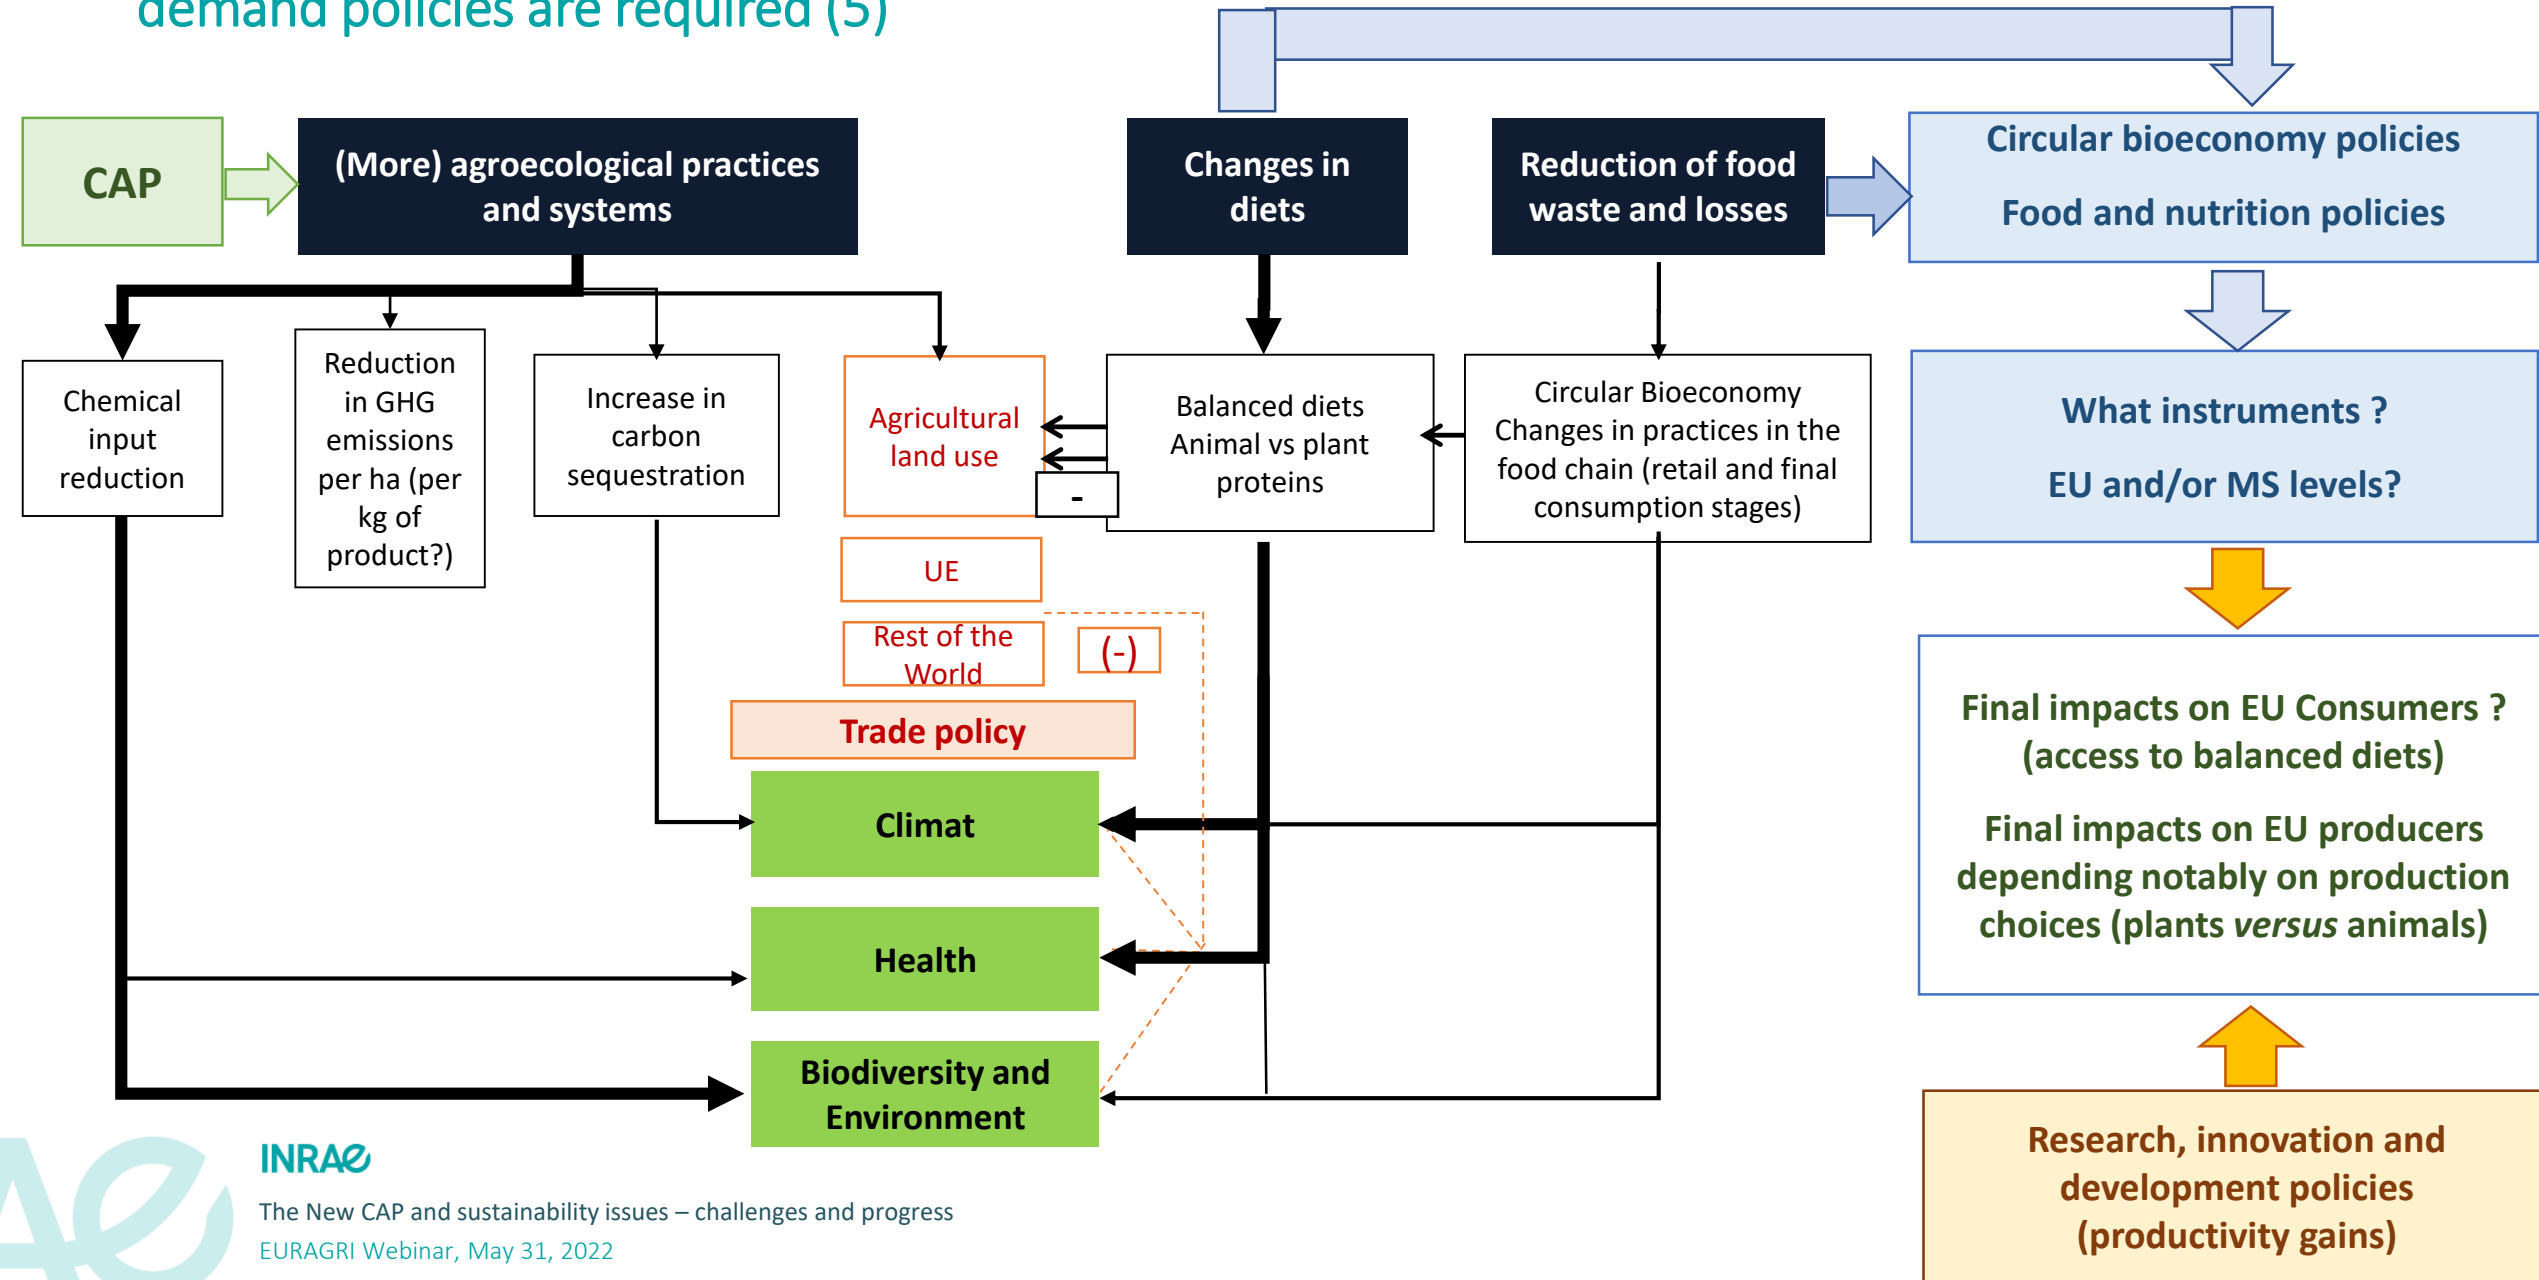 demand policies are required (5)
CAP
(More) agroecological practices
and systems
Changes in
diets
Reduction of food
waste and losses
Circular bioeconomy policies
Food and nutrition policies
Chemical
input
reduction
Reduction
in GHG
emissions
per ha (per
kg of
product?)
Increase in
carbon
sequestration
Agricultural
land use
-
Balanced diets
Animal vs plant
proteins
Circular Bioeconomy
Changes in practices in the
food chain (retail and final
consumption stages)
What instruments ?
EU and/or MS levels?
UE
Rest of the
World
(-)
Trade policy
Climat
Health
Biodiversity and
Environment
Final impacts on EU Consumers ?
(access to balanced diets)
Final impacts on EU producers
depending notably on production
choices (plants versus animals)
Research, innovation and
development policies
(productivity gains)
INRAE
The New CAP and sustainability issues – challenges and progress
EURAGRI Webinar, May 31, 2022